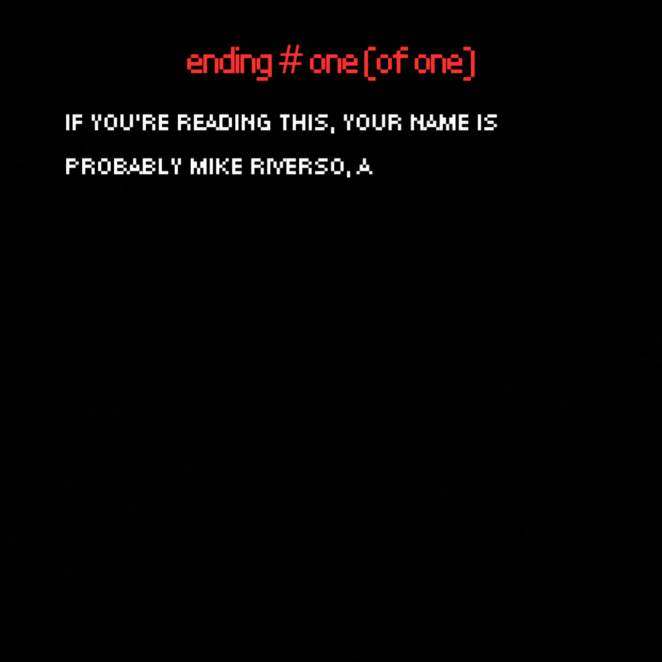 ending # one (of one)
IF YOU'RE READING THIS, YOUR NAME IS
PROBABLY MIKE RIVERSO, A